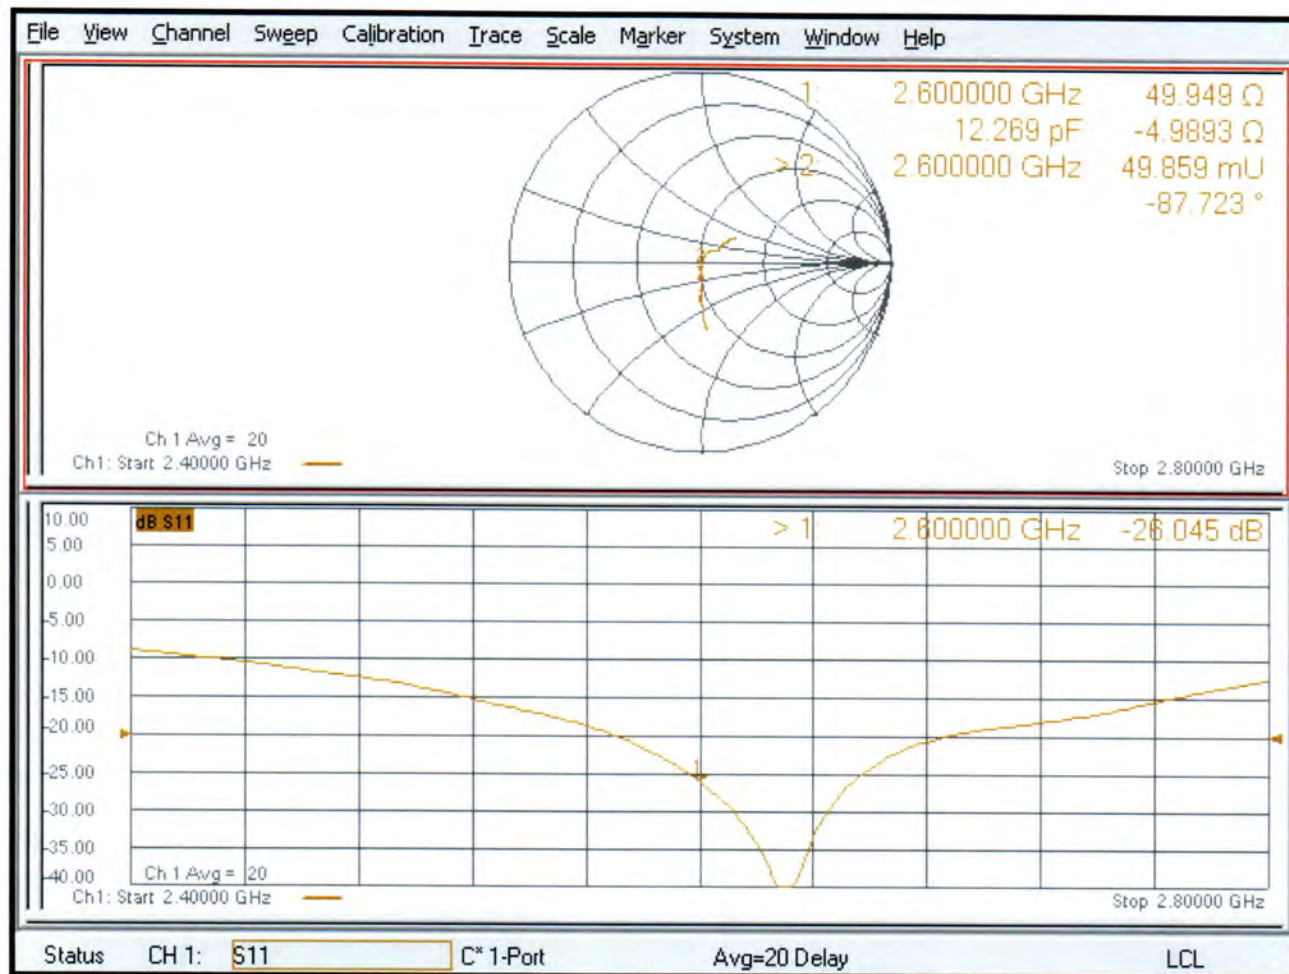 File View Channel Sweep Calibration Trace Scale Marker System Window Help
1: 2.600000 GHz 49.949 Ω
12.269 pF -4.9893 Ω
> 2: 2.600000 GHz 49.859 mU
-87.723 °
Ch 1 Avg = 20
Ch1: Start 2.40000 GHz
Stop 2.80000 GHz
dB S11
> 1: 2.600000 GHz -26.045 dB
10.00
5.00
0.00
-5.00
-10.00
-15.00
-20.00
-25.00
-30.00
-35.00
-40.00
1
Ch 1 Avg = 20
Ch1: Start 2.40000 GHz
Stop 2.80000 GHz
Status CH 1: S11 C* 1-Port Avg=20 Delay LCL